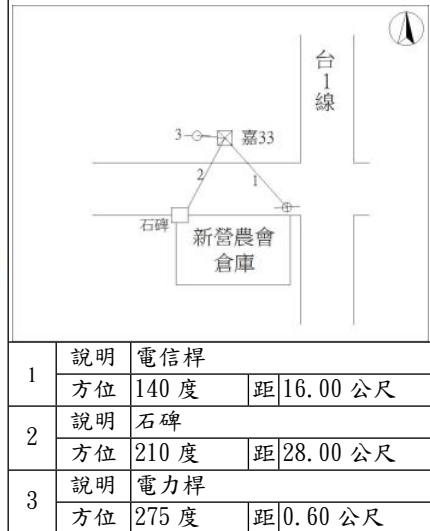 台1線
3
嘉33
2
1
石碑
新營農會
倉庫
1 說明 電信桿
方位 140 度 距 16.00 公尺
2 說明 石碑
方位 210 度 距 28.00 公尺
3 說明 電力桿
方位 275 度 距 0.60 公尺